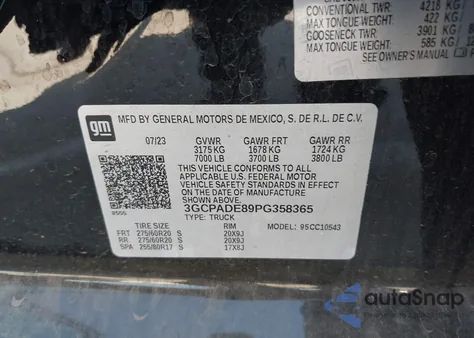 CONVENTIONAL
TWR: 4218 KG
MAX TONGUE WEIGHT: 422 KG
GOOSENECK TWR: 3901 KG
MAX TONGUE WEIGHT: 585 KG
SEE OWNER'S MANUAL
gm
MFD BY GENERAL MOTORS DE MEXICO, S. DE R.L. DE C.V.
07/23 GVWR GAWR FRT GAWR RR
3175 KG 1678 KG 1724 KG
7000 LB 3700 LB 3800 LB
THIS VEHICLE CONFORMS TO ALL APPLICABLE U.S. FEDERAL MOTOR
VEHICLE SAFETY STANDARDS IN EFFECT ON THE DATE OF
MANUFACTURE SHOWN ABOVE.
3GCPADE89PG358365
TYPE: TRUCK MODEL: 95CC10543
TIRE SIZE RIM
FRT 275/60R20 S 20X9J
RR 275/60R20 S 20X9J
SPA 255/80R17 S 17X8J
autoSnap